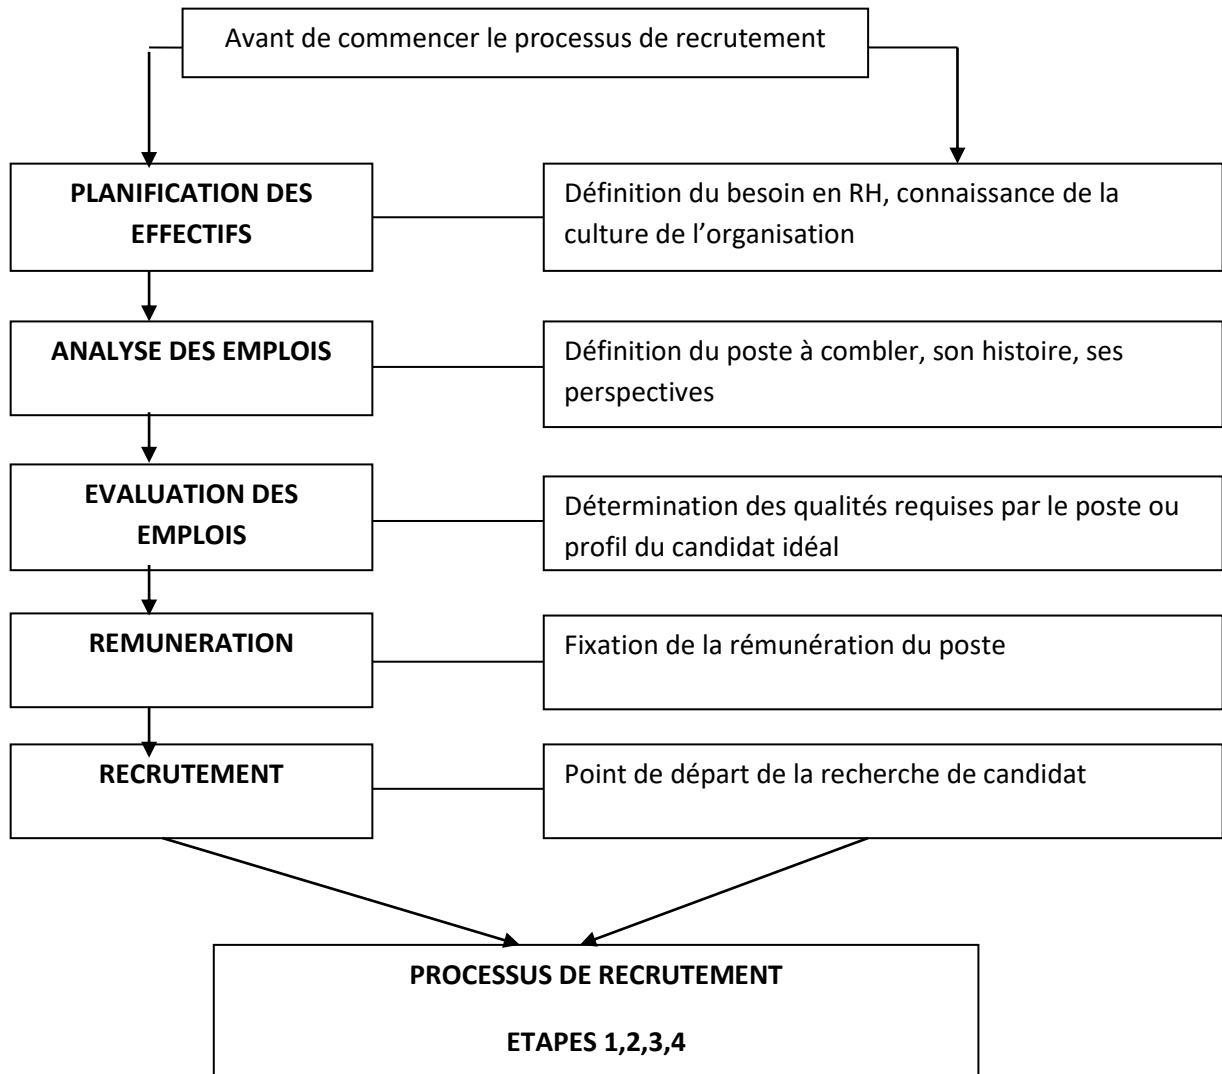 Avant de commencer le processus de recrutement
PLANIFICATION DES
EFFECTIFS
Définition du besoin en RH, connaissance de la
culture de l’organisation
ANALYSE DES EMPLOIS
Définition du poste à combler, son histoire, ses
perspectives
EVALUATION DES
EMPLOIS
Détermination des qualités requises par le poste ou
profil du candidat idéal
REMUNERATION
Fixation de la rémunération du poste
RECRUTEMENT
Point de départ de la recherche de candidat
PROCESSUS DE RECRUTEMENT
ETAPES 1,2,3,4